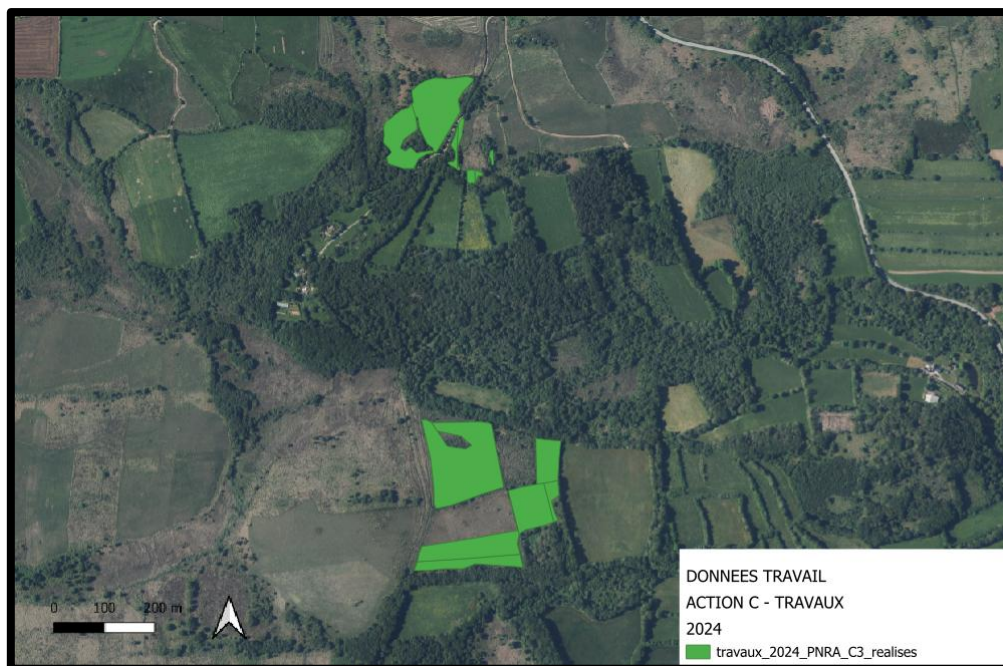 0 100 200 m
DONNEES TRAVAIL
ACTION C - TRAVAUX
2024
travaux_2024_PNRA_C3_realises